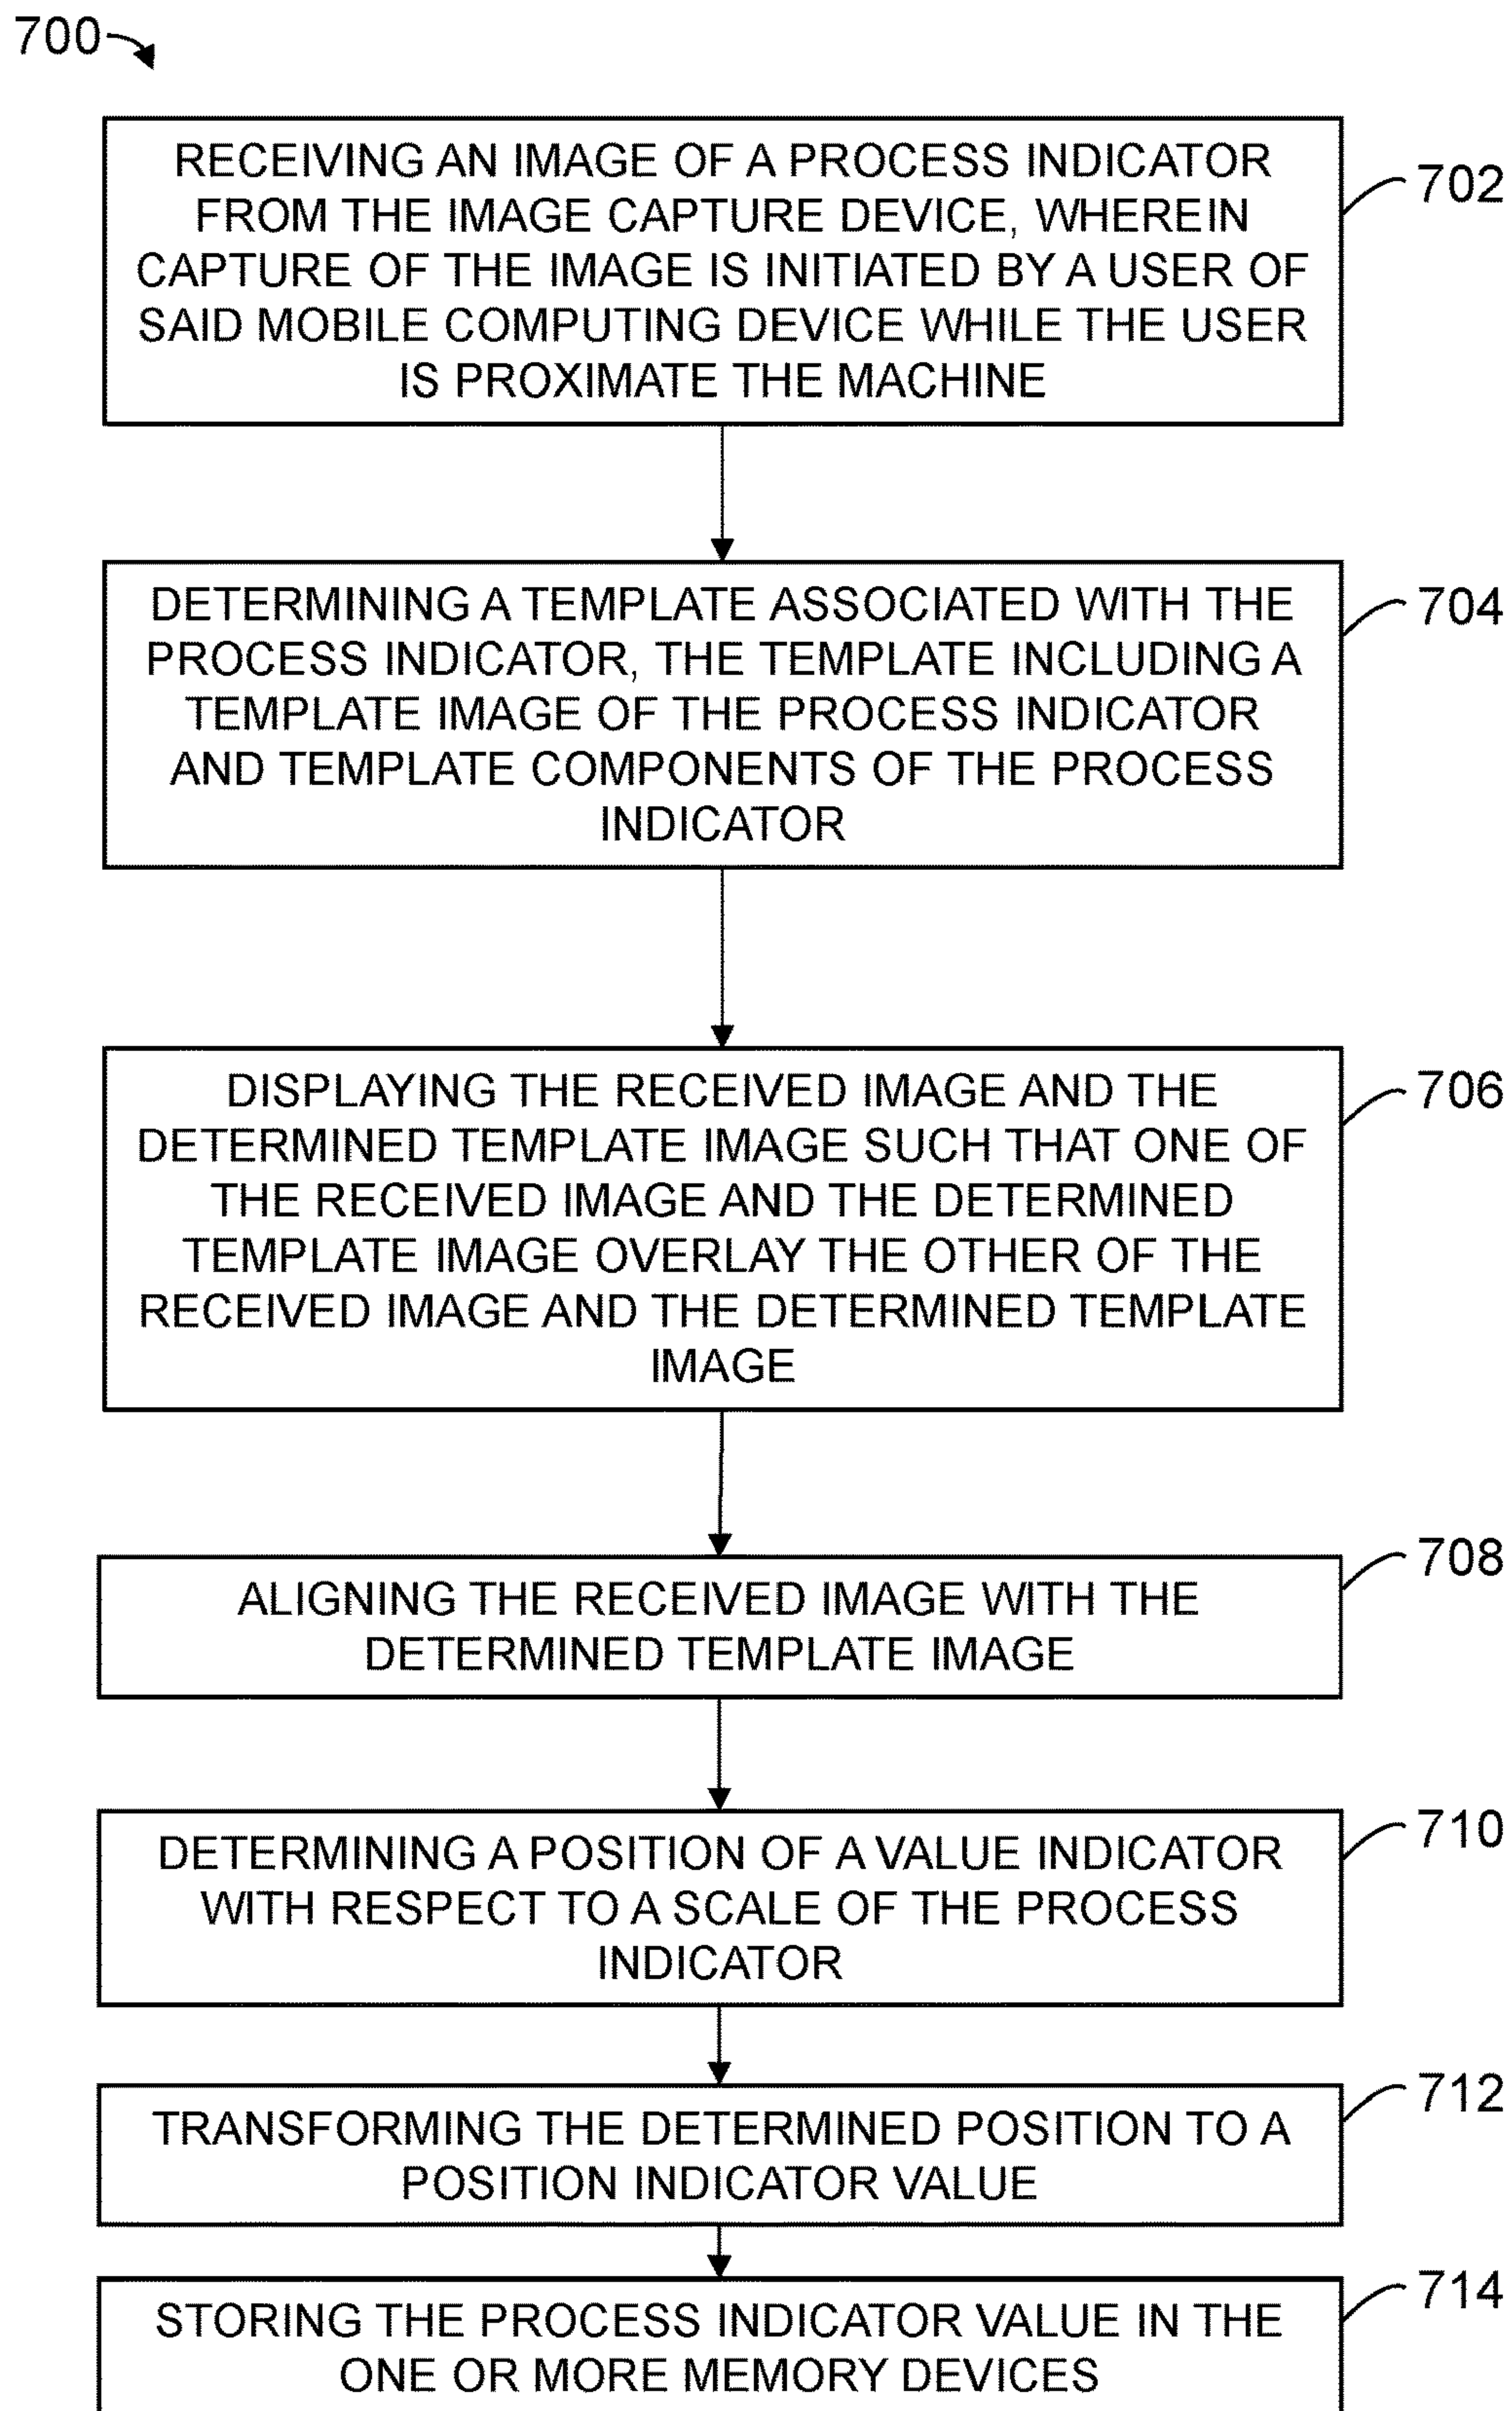 700
RECEIVING AN IMAGE OF A PROCESS INDICATOR
FROM THE IMAGE CAPTURE DEVICE, WHEREIN
CAPTURE OF THE IMAGE IS INITIATED BY A USER OF
SAID MOBILE COMPUTING DEVICE WHILE THE USER
IS PROXIMATE THE MACHINE
702
DETERMINING A TEMPLATE ASSOCIATED WITH THE
PROCESS INDICATOR, THE TEMPLATE INCLUDING A
TEMPLATE IMAGE OF THE PROCESS INDICATOR
AND TEMPLATE COMPONENTS OF THE PROCESS
INDICATOR
704
DISPLAYING THE RECEIVED IMAGE AND THE
DETERMINED TEMPLATE IMAGE SUCH THAT ONE OF
THE RECEIVED IMAGE AND THE DETERMINED
TEMPLATE IMAGE OVERLAY THE OTHER OF THE
RECEIVED IMAGE AND THE DETERMINED TEMPLATE
IMAGE
706
ALIGNING THE RECEIVED IMAGE WITH THE
DETERMINED TEMPLATE IMAGE
708
DETERMINING A POSITION OF A VALUE INDICATOR
WITH RESPECT TO A SCALE OF THE PROCESS
INDICATOR
710
TRANSFORMING THE DETERMINED POSITION TO A
POSITION INDICATOR VALUE
712
STORING THE PROCESS INDICATOR VALUE IN THE
ONE OR MORE MEMORY DEVICES
714